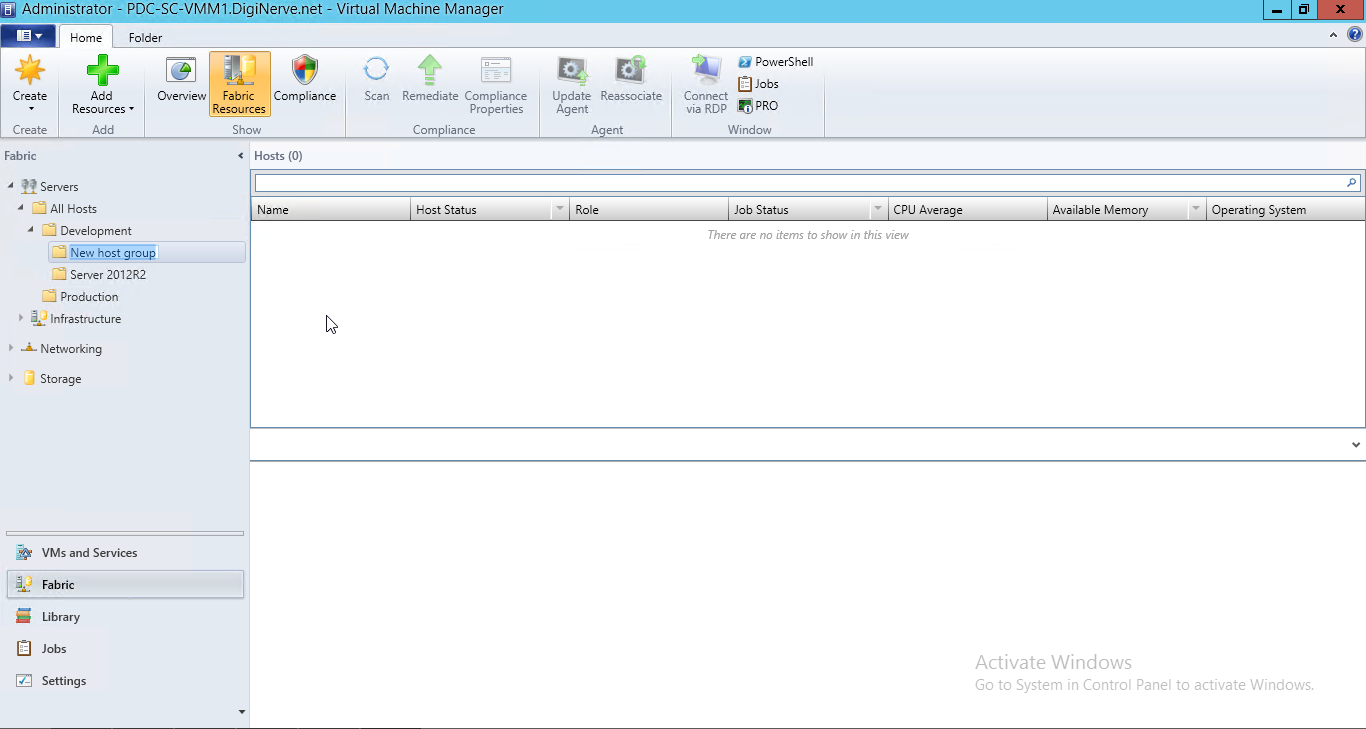 Administrator - PDC-SC-VMM1.DigiNerve.net - Virtual Machine Manager
Home Folder
Create
Add Resources
Overview
Fabric Resources
Compliance
Scan
Remediate
Compliance Properties
Update Agent
Reassociate
Connect via RDP
PowerShell
Jobs
PRO
Create Add Show Compliance Agent Window
Fabric
Servers
All Hosts
Development
New host group
Server 2012R2
Production
Infrastructure
Networking
Storage
VMs and Services
Fabric
Library
Jobs
Settings
Hosts (0)
Name Host Status Role Job Status CPU Average Available Memory Operating System
There are no items to show in this view
Activate Windows
Go to System in Control Panel to activate Windows.